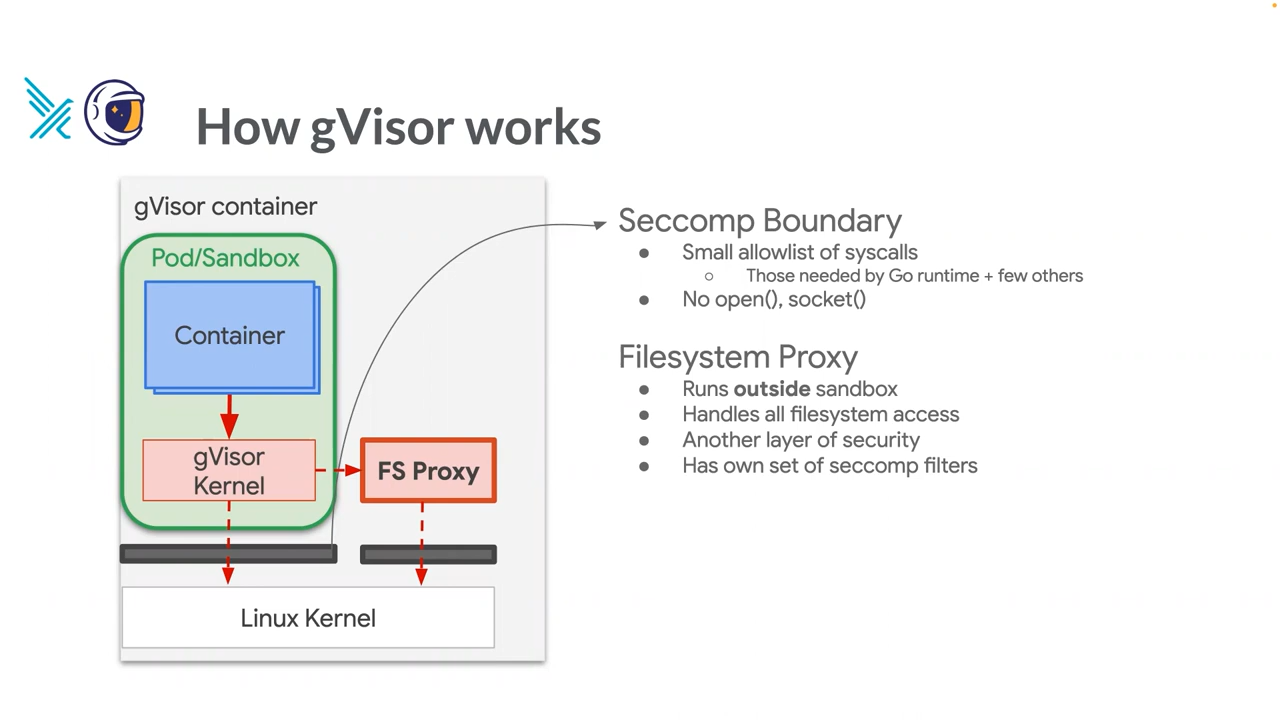 How gVisor works
gVisor container
Pod/Sandbox
Container
gVisor
Kernel
FS Proxy
Linux Kernel
Seccomp Boundary
● Small allowlist of syscalls
○ Those needed by Go runtime + few others
● No open(), socket()
Filesystem Proxy
● Runs outside sandbox
● Handles all filesystem access
● Another layer of security
● Has own set of seccomp filters